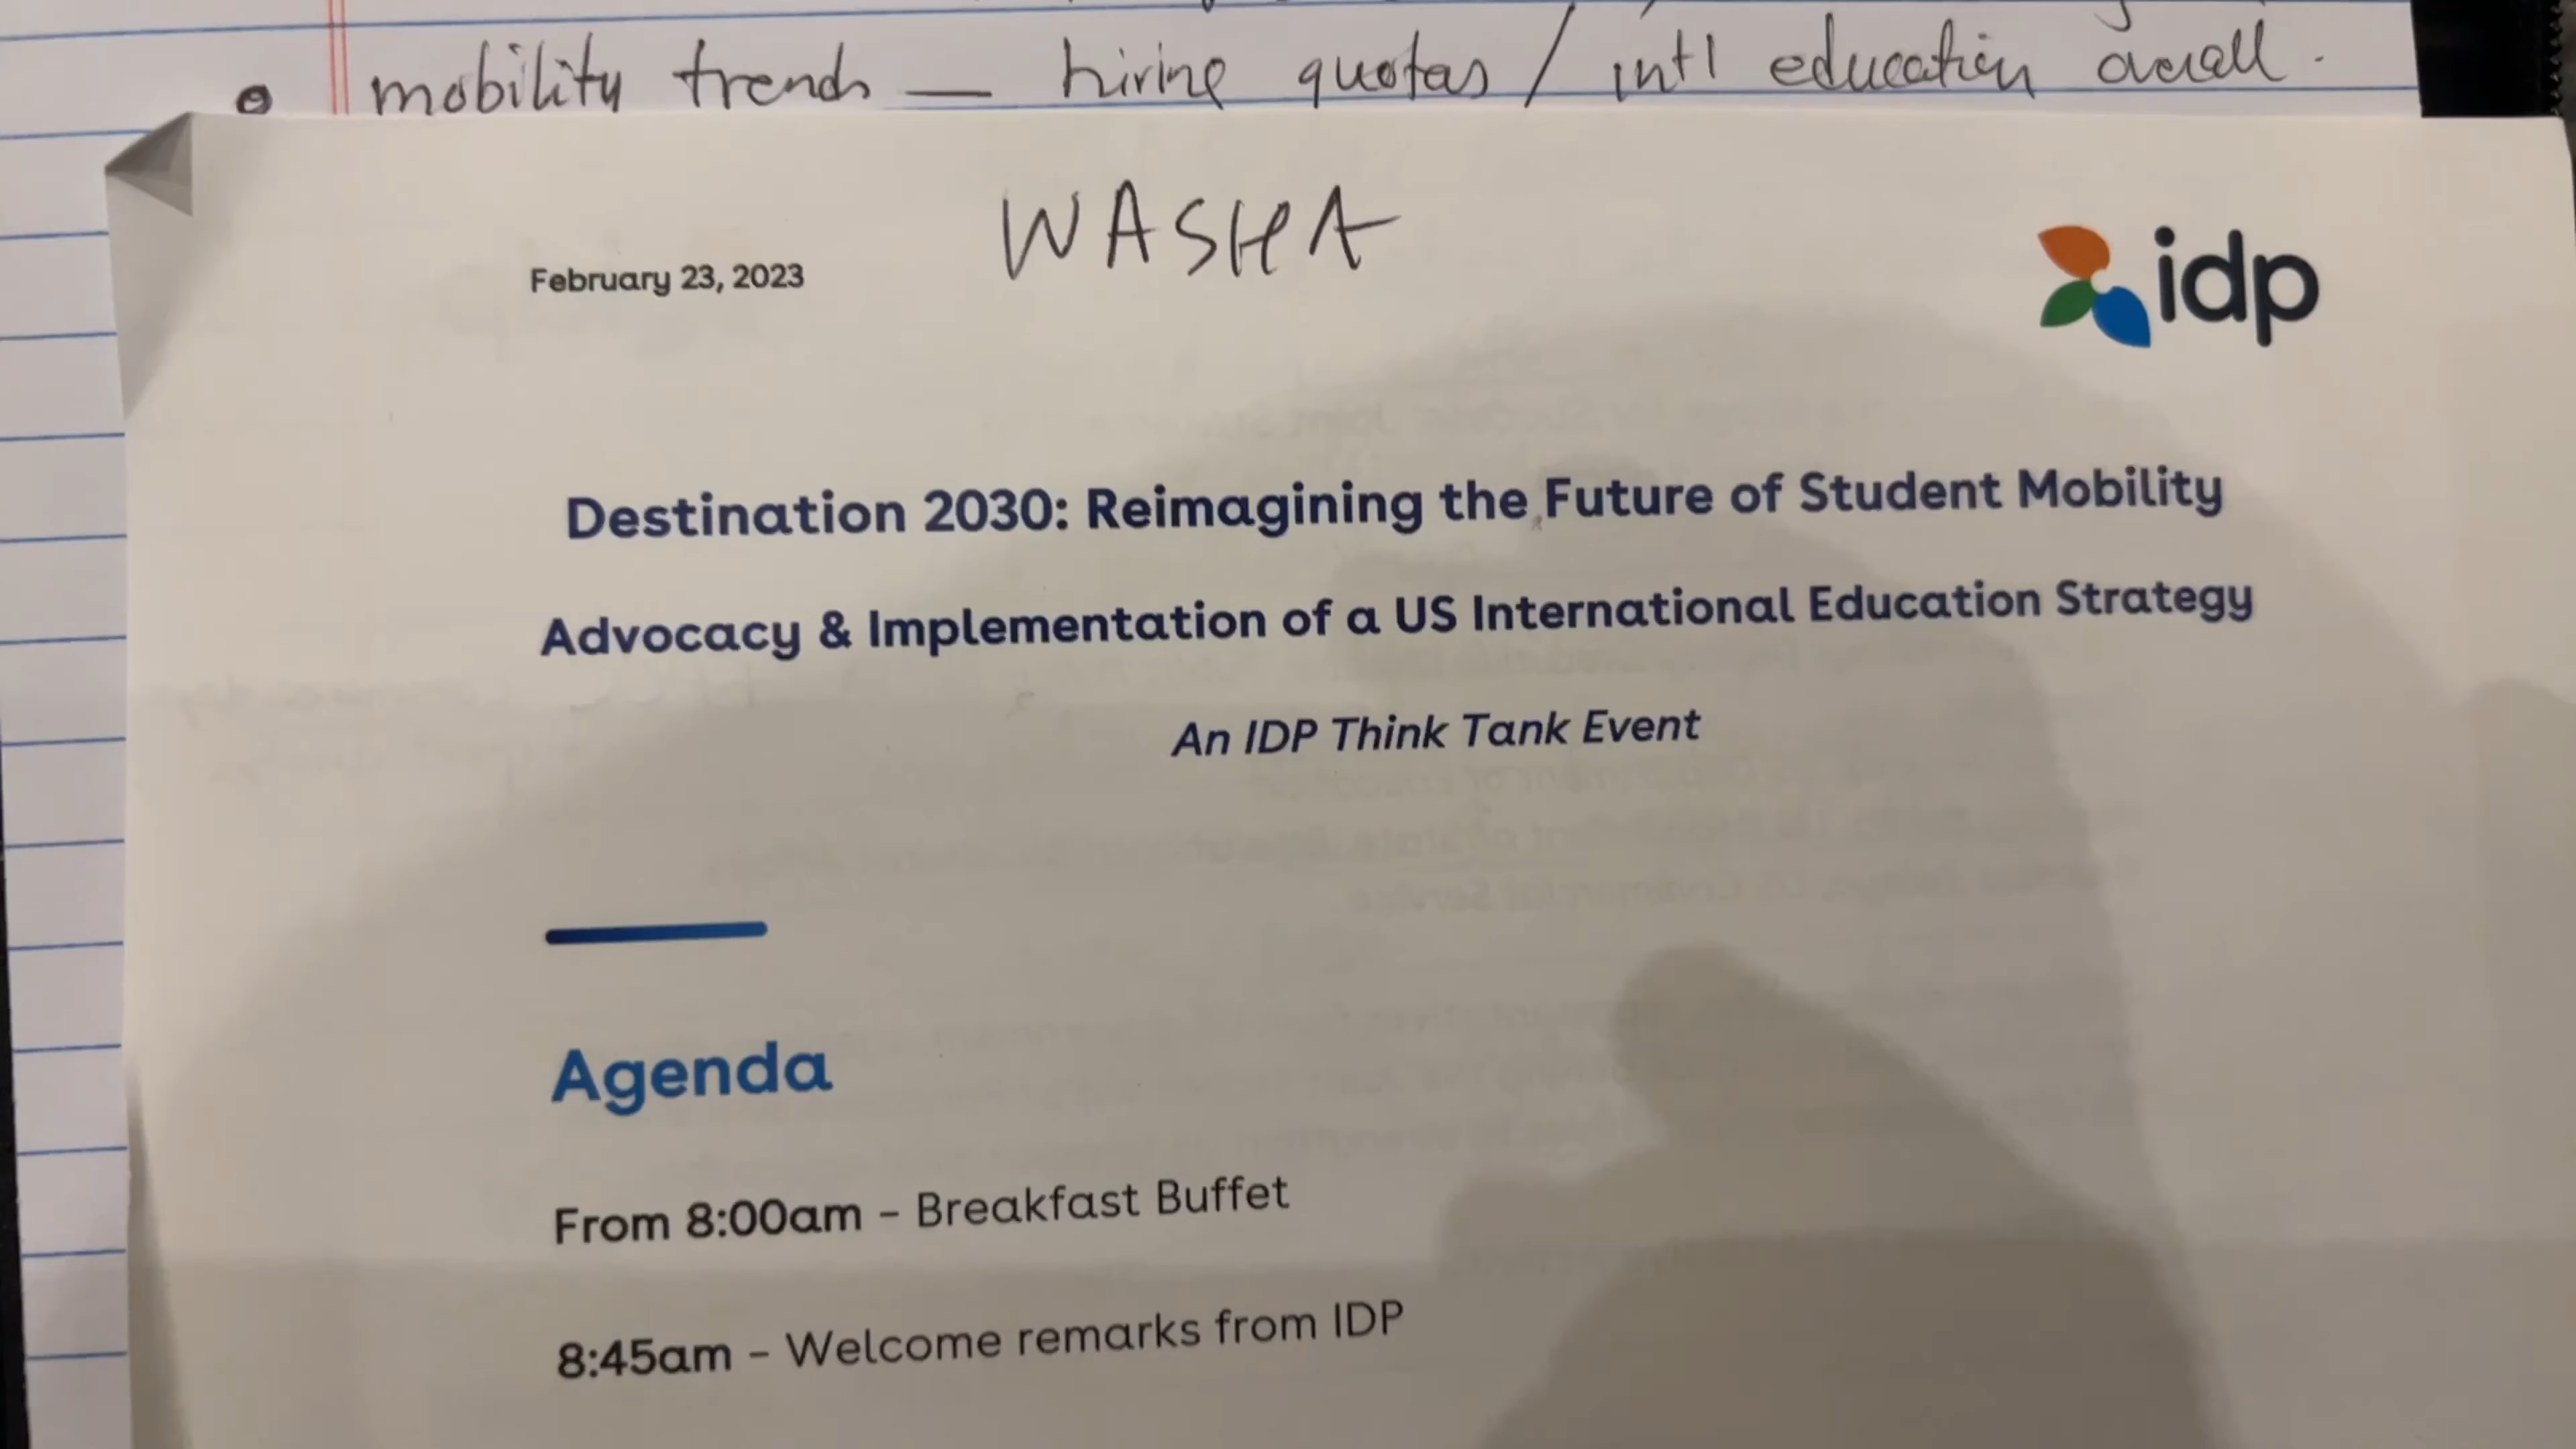 mobility trends — hiring quotas / int'l education overall.
WASHA
February 23, 2023
idp
Destination 2030: Reimagining the Future of Student Mobility
Advocacy & Implementation of a US International Education Strategy
An IDP Think Tank Event
Agenda
From 8:00am – Breakfast Buffet
8:45am – Welcome remarks from IDP